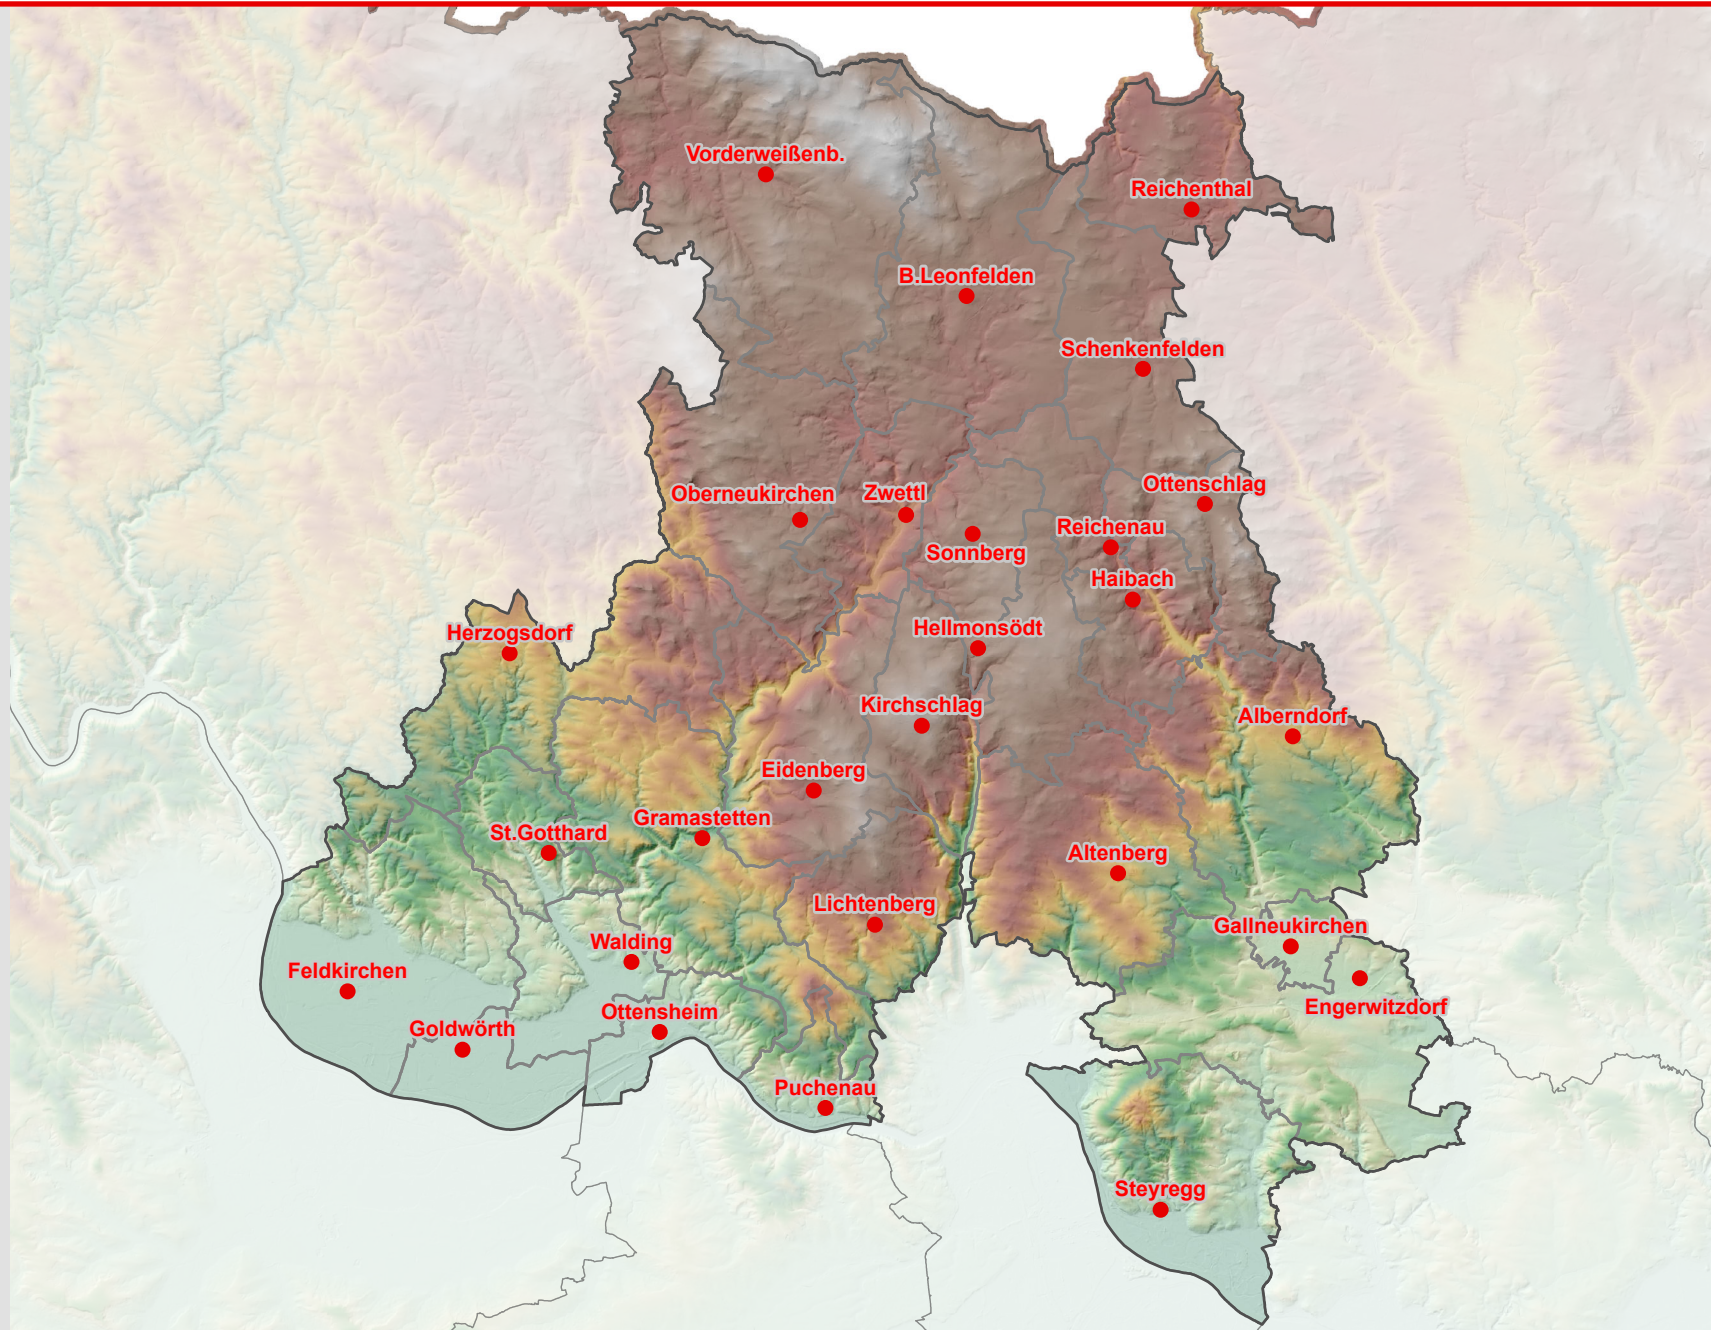 Vorderweißenb.
Reichenthal
B.Leonfelden
Schenkenfelden
Ottenschlag
Oberneukirchen
Zwettl
Reichenau
Sonnberg
Haibach
Hellmonsödt
Herzogsdorf
Kirchschlag
Alberndorf
Eidenberg
Gramastetten
St.Gotthard
Altenberg
Lichtenberg
Gallneukirchen
Walding
Feldkirchen
Engerwitzdorf
Ottensheim
Goldwörth
Puchenau
Steyregg